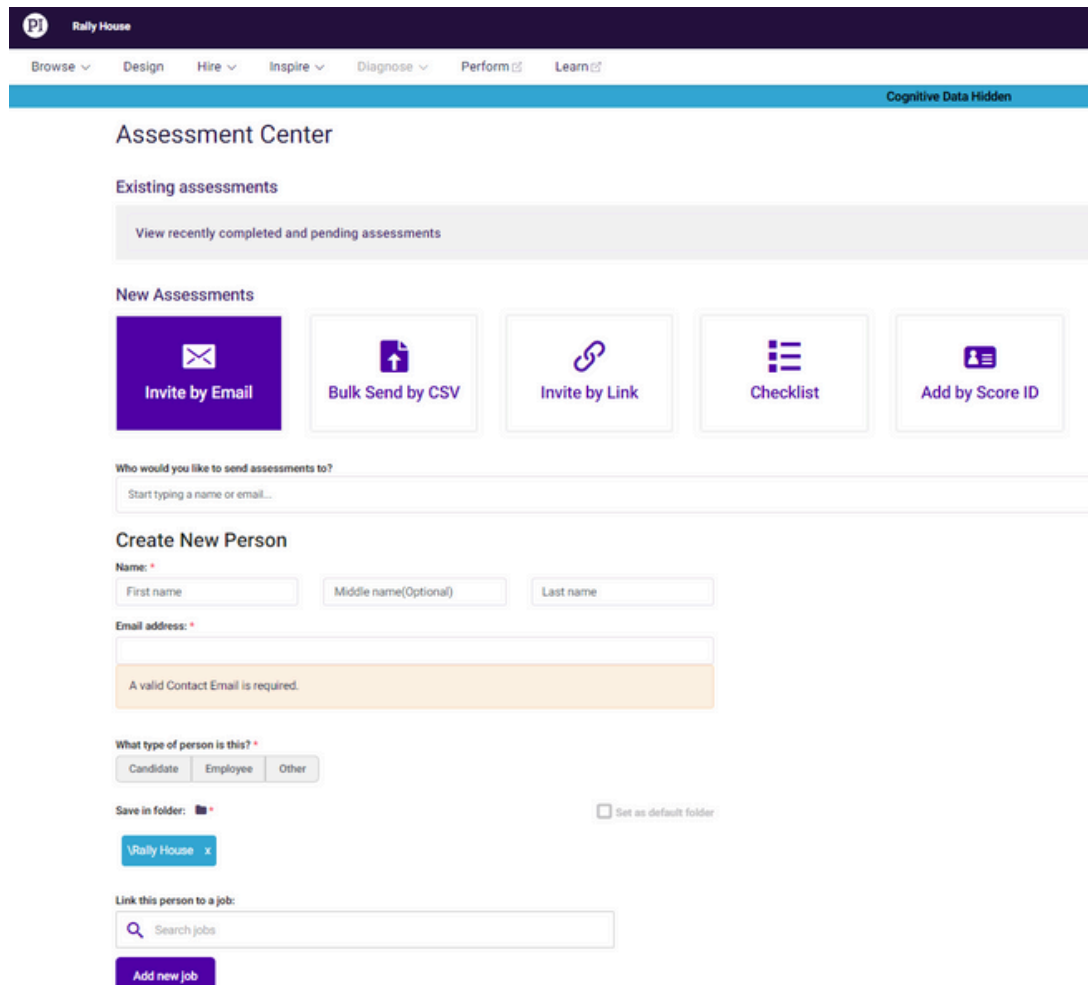 PI Rally House
Browse Design Hire Inspire Diagnose Perform Learn
Cognitive Data Hidden
Assessment Center
Existing assessments
View recently completed and pending assessments
New Assessments
Invite by Email Bulk Send by CSV Invite by Link Checklist Add by Score ID
Who would you like to send assessments to?
Start typing a name or email...
Create New Person
Name: *
First name Middle name(Optional) Last name
Email address: *
A valid Contact Email is required.
What type of person is this? *
Candidate Employee Other
Save in folder: * Set as default folder
\Rally House x
Link this person to a job:
Search jobs
Add new job